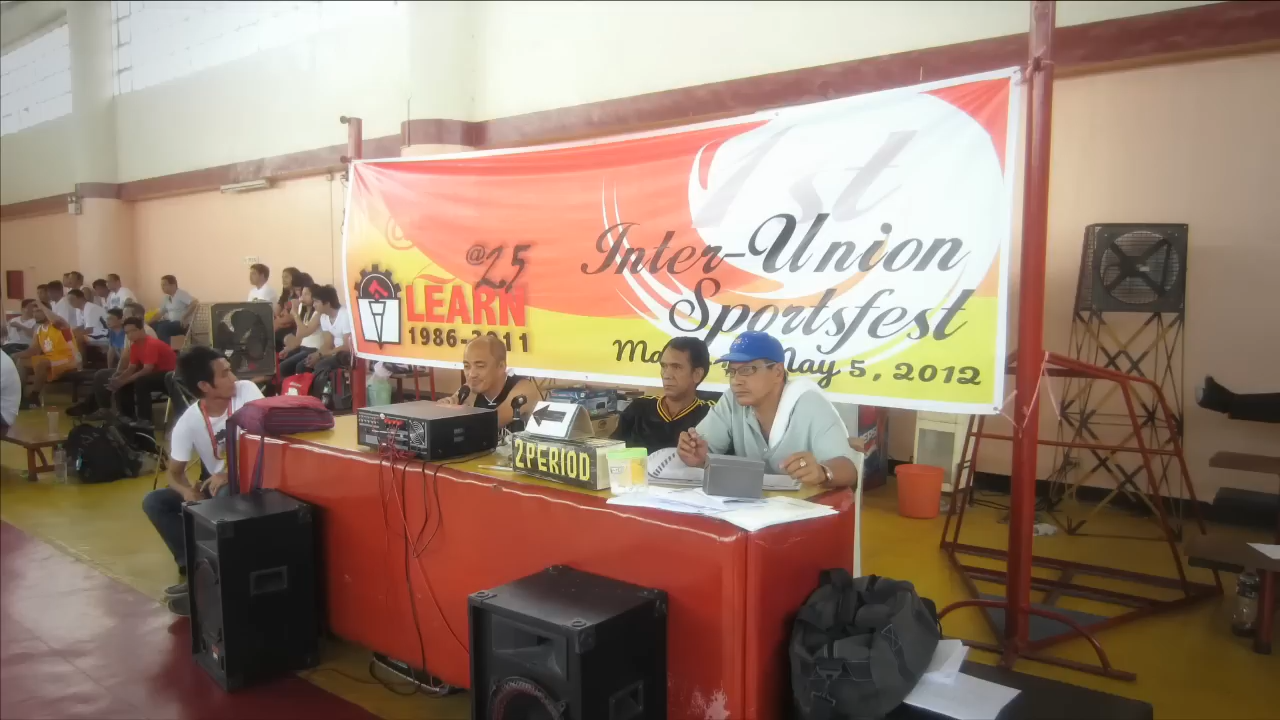 1st
@25
LEARN
1986-2011
Inter-Union
Sportsfest
May 5, 2012
2PERIOD